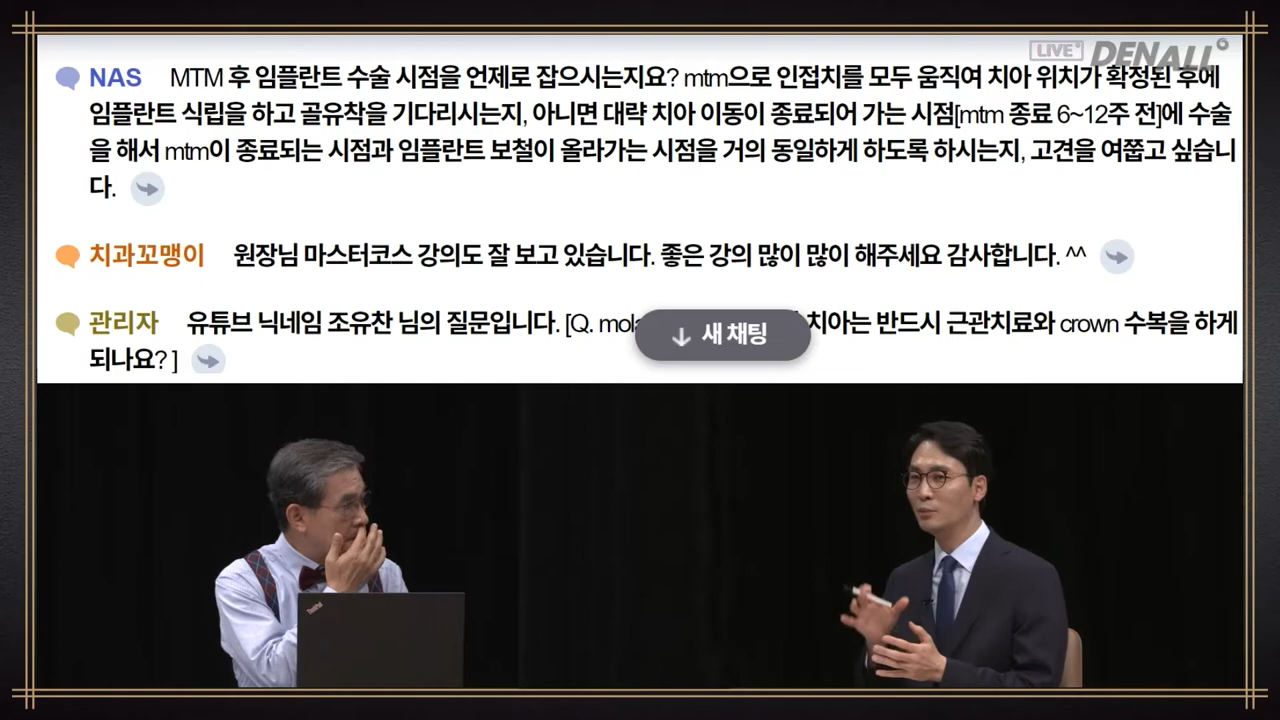 LIVE DENALL
NAS MTM 후 임플란트 수술 시점을 언제로 잡으시는지요? mtm으로 인접치를 모두 움직여 치아 위치가 확정된 후에
임플란트 식립을 하고 골유착을 기다리시는지, 아니면 대략 치아 이동이 종료되어 가는 시점[mtm 종료 6~12주 전]에 수술
을 해서 mtm이 종료되는 시점과 임플란트 보철이 올라가는 시점을 거의 동일하게 하도록 하시는지, 고견을 여쭙고 싶습니
다.
치과꼬맹이 원장님 마스터코스 강의도 잘 보고 있습니다. 좋은 강의 많이 많이 해주세요 감사합니다. ^^
관리자 유튜브 닉네임 조유찬 님의 질문입니다. [Q. 치아는 반드시 근관치료와 crown 수복을 하게
새 채팅
되나요? ]
ThinkPad